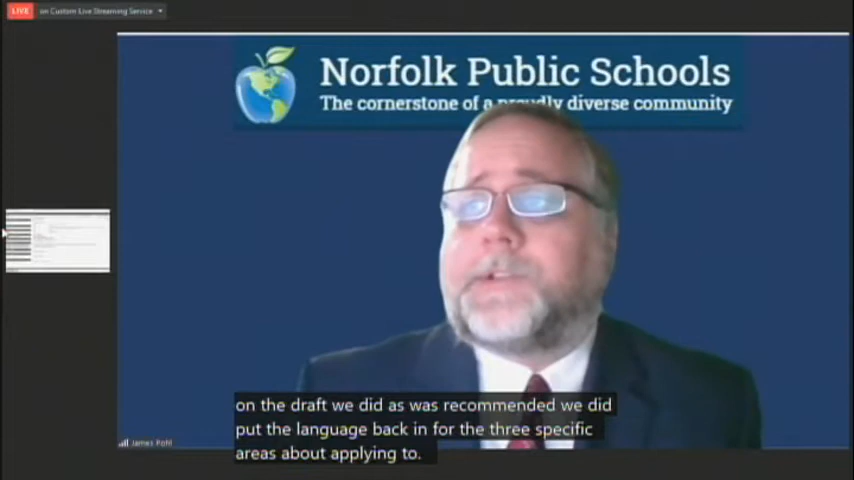 LIVE on Custom Live Streaming Service
Norfolk Public Schools
The cornerstone of a proudly diverse community
on the draft we did as was recommended we did
put the language back in for the three specific
areas about applying to.
James Pohl